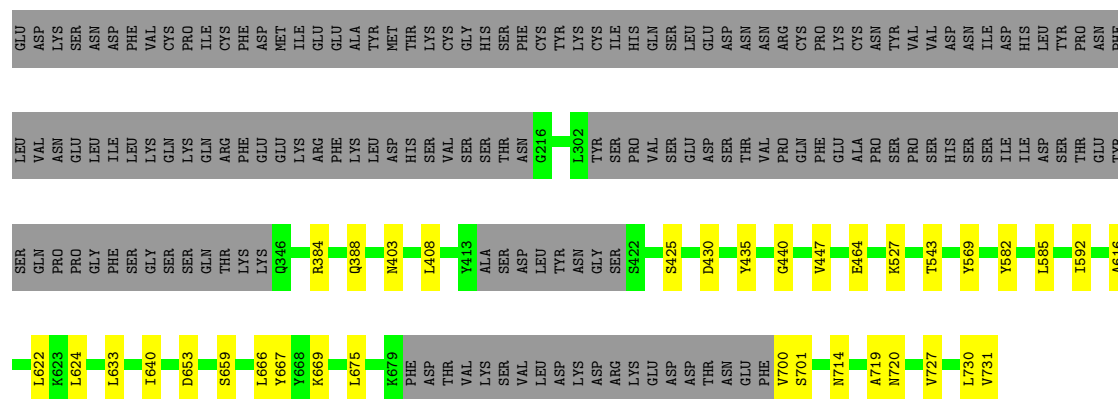 GLU ASP LYS SER ASN ASP PHE VAL CYS PRO ILE CYS PHE ASP MET ILE GLU GLU ALA TYR MET THR LYS CYS GLY HIS SER PHE CYS TYR LYS CYS ILE HIS GLN SER LEU GLU ASP ASN ASN ARG CYS PRO LYS CYS ASN TYR VAL VAL ASP ASN ILE ASP HIS LEU TYR PRO ASN PHE
LEU VAL ASN GLU LEU ILE LEU LYS GLN LYS GLN ARG PHE GLU GLU LYS ARG PHE LYS LEU ASP HIS SER VAL SER SER THR ASN G216 L302 TYR SER PRO VAL SER GLU ASP SER THR VAL PRO GLN PHE GLU ALA PRO SER PRO SER HIS SER SER ILE ILE ASP SER THR GLU TYR
SER GLN PRO PRO GLY PHE SER GLY SER SER GLN THR LYS LYS Q346 R384 Q388 N403 L408 Y413 ALA SER ASP LEU TYR ASN GLY SER S422 S425 D430 Y435 G440 V447 E464 K527 T543 Y569 Y582 L585 I592 A616
L622 K623 L624 L633 I640 D653 S659 L666 Y667 Y668 K669 L675 K679 PHE ASP THR VAL LYS SER VAL LEU ASP LYS ASP ARG LYS GLU ASP ASP THR ASN GLU PHE V700 S701 N714 A719 N720 V727 L730 V731